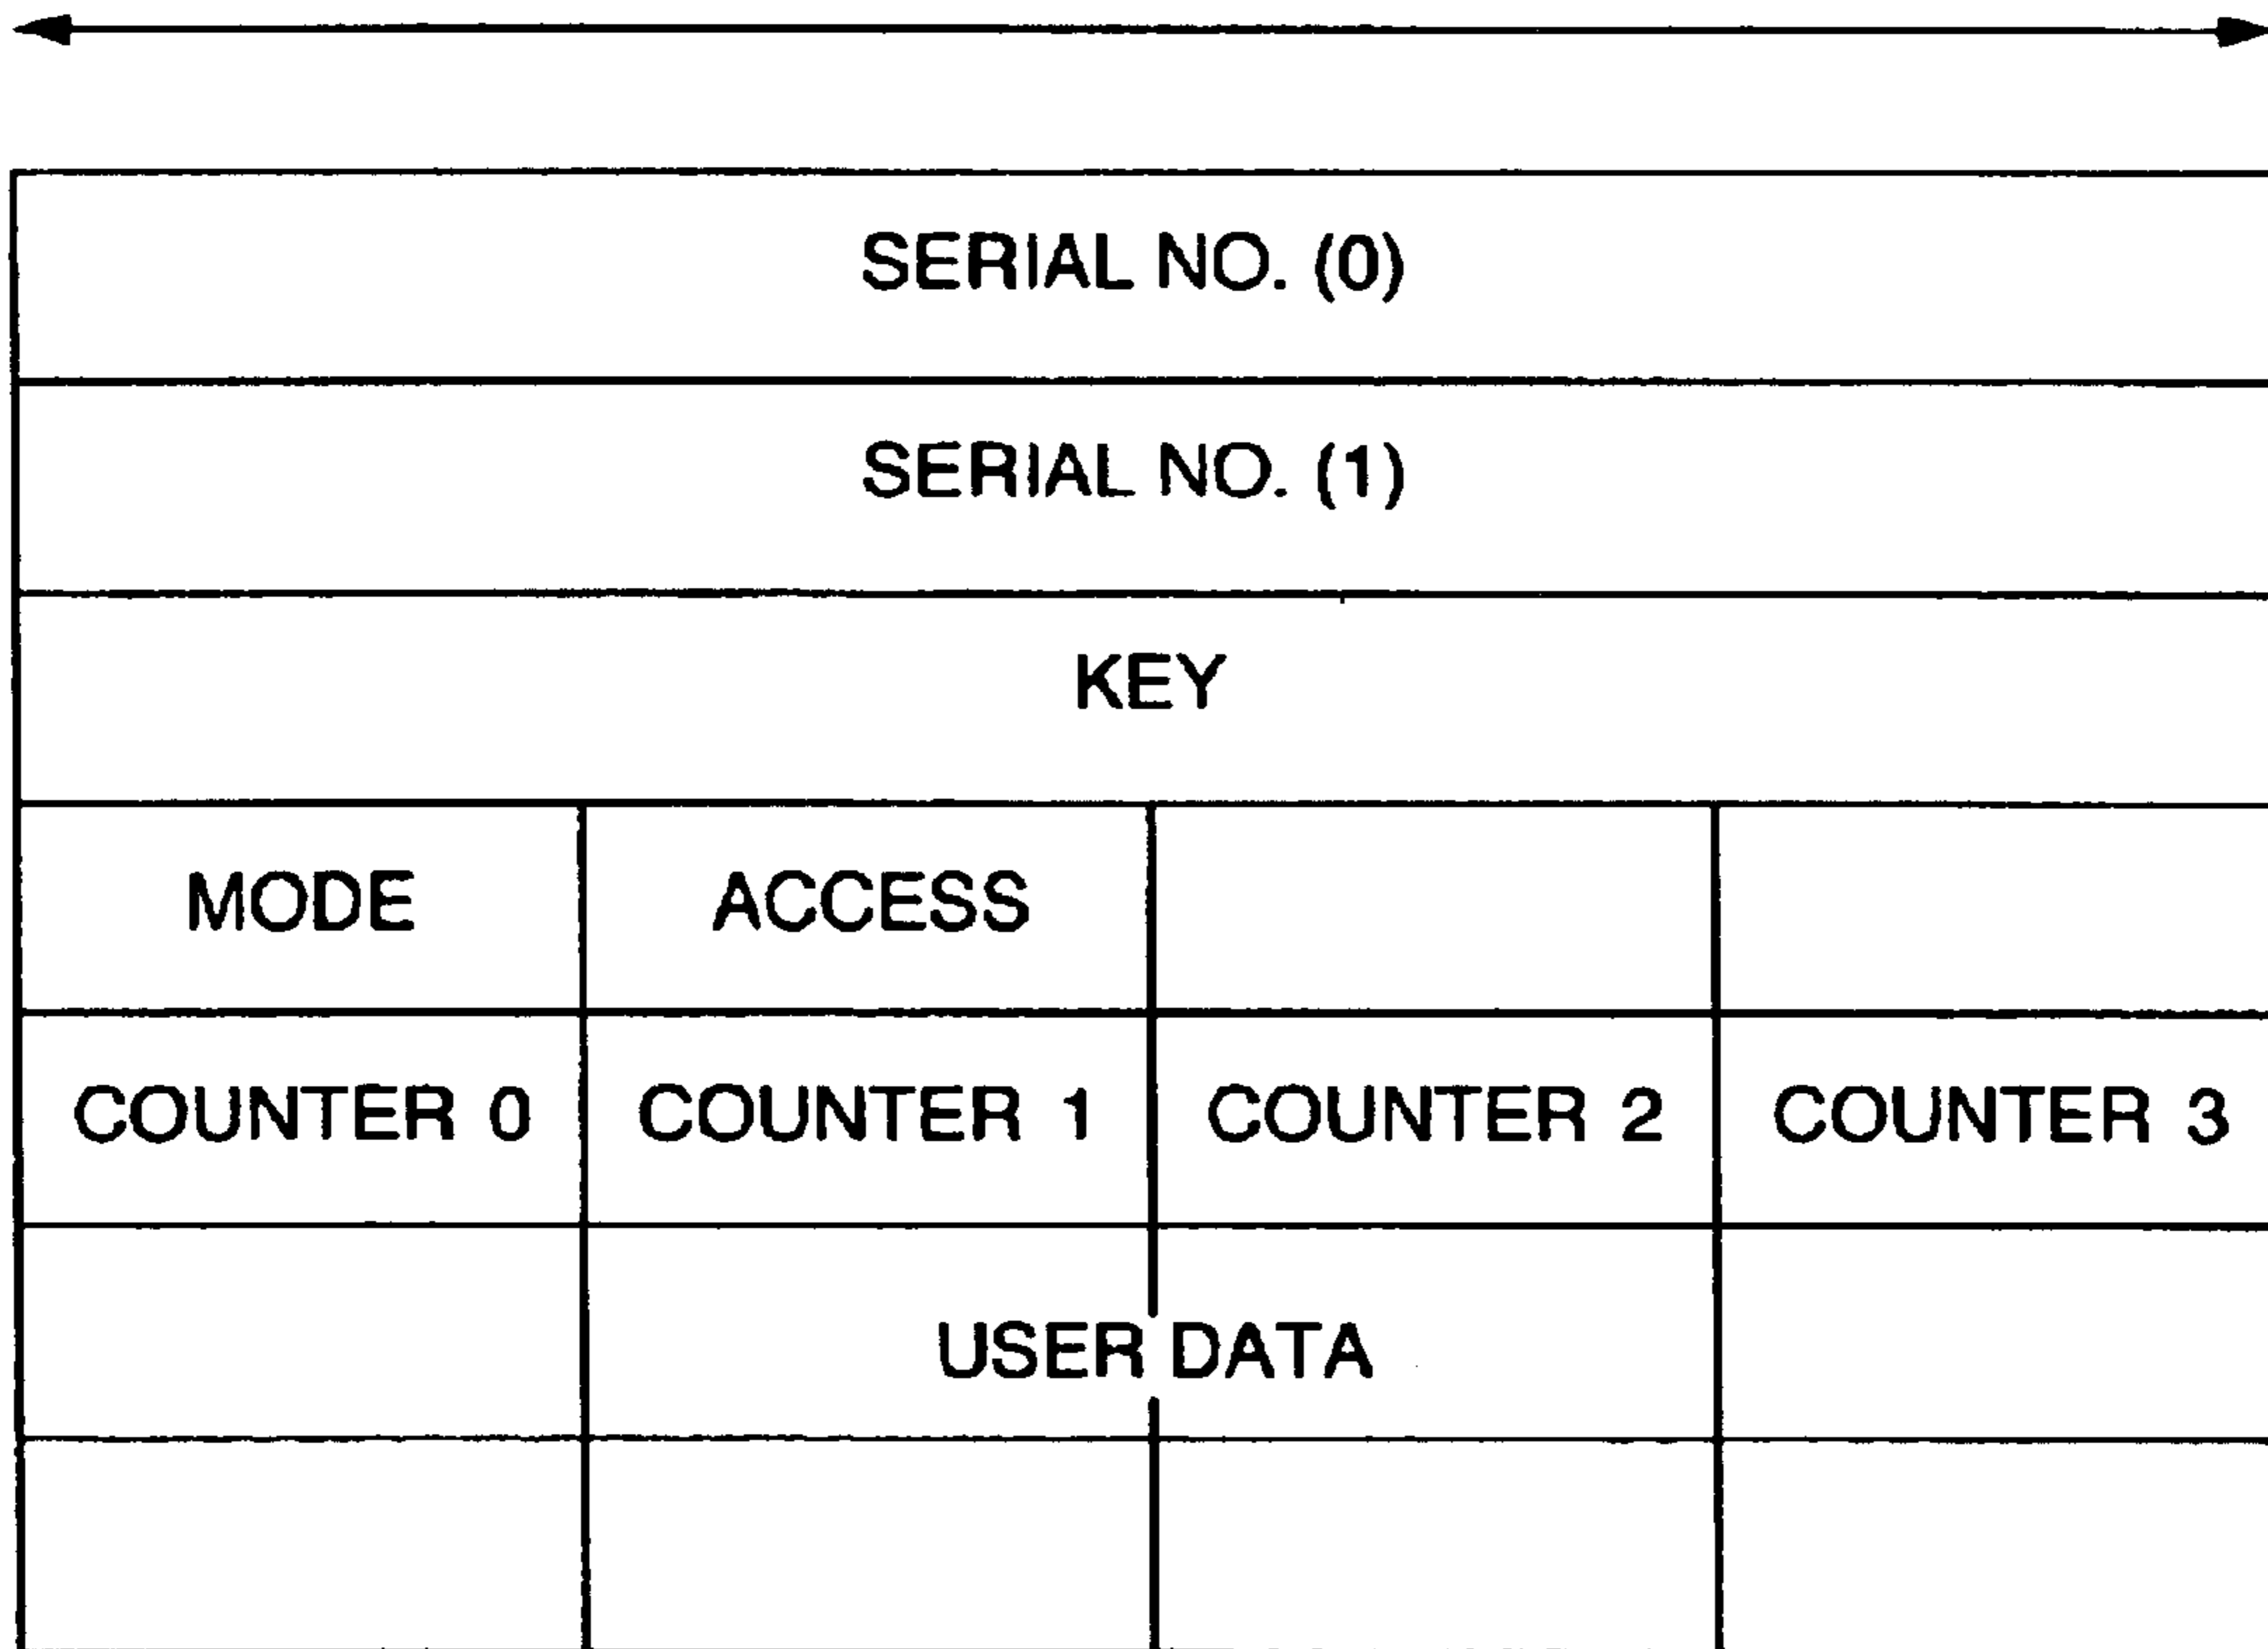 SERIAL NO. (0)
SERIAL NO. (1)
KEY
MODE ACCESS
COUNTER 0 COUNTER 1 COUNTER 2 COUNTER 3
USER DATA